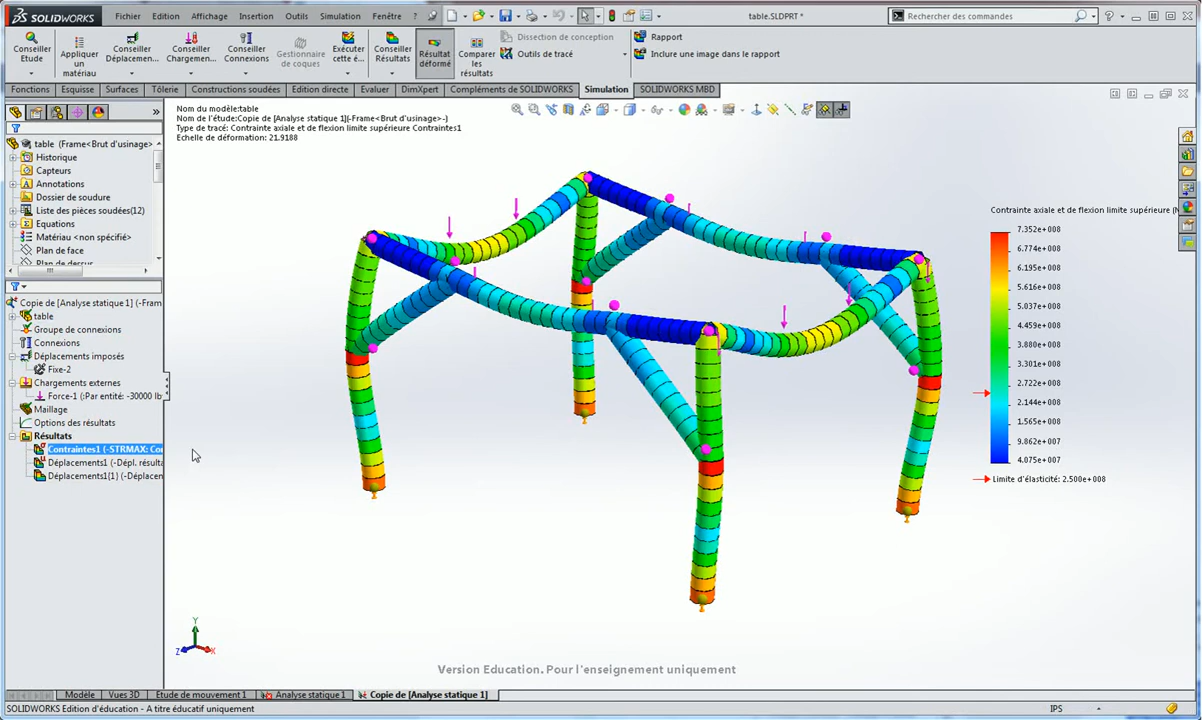 SOLIDWORKS
Fichier Edition Affichage Insertion Outils Simulation Fenêtre ?
table.SLDPRT *
Rechercher des commandes
Conseiller Etude
Appliquer un matériau
Conseiller Déplacemen...
Conseiller Chargemen...
Conseiller Connexions
Gestionnaire de coques
Exécuter cette é...
Conseiller Résultats
Résultat déformé
Comparer les résultats
Dissection de conception
Outils de tracé
Rapport
Inclure une image dans le rapport
Fonctions Esquisse Surfaces Tôlerie Constructions soudées Edition directe Evaluer DimXpert Compléments de SOLIDWORKS Simulation SOLIDWORKS MBD
table (Frame<Brut d'usinage>
Historique
Capteurs
Annotations
Dossier de soudure
Liste des pièces soudées(12)
Equations
Matériau <non spécifié>
Plan de face
Plan de dessus
Copie de [Analyse statique 1] (-Fram
table
Groupe de connexions
Connexions
Déplacements imposés
Fixe-2
Chargements externes
Force-1 (:Par entité: -30000 lb
Maillage
Options des résultats
Résultats
Contraintes1 (-STRMAX: Co
Déplacements1 (-Dépl. résulta
Déplacements1{1} (-Déplacen
Nom du modèle:table
Nom de l'étude:Copie de [Analyse statique 1](-Frame<Brut d'usinage>-)
Type de tracé: Contrainte axiale et de flexion limite supérieure Contraintes1
Echelle de déformation: 21.9188
Contrainte axiale et de flexion limite supérieure (N
7.352e+008
6.774e+008
6.195e+008
5.616e+008
5.037e+008
4.459e+008
3.880e+008
3.301e+008
2.722e+008
2.144e+008
1.565e+008
9.862e+007
4.075e+007
Limite d'élasticité: 2.500e+008
Y
Z X
Version Education. Pour l'enseignement uniquement
Modèle Vues 3D Etude de mouvement 1 Analyse statique 1 Copie de [Analyse statique 1]
SOLIDWORKS Edition d'éducation - A titre éducatif uniquement
IPS